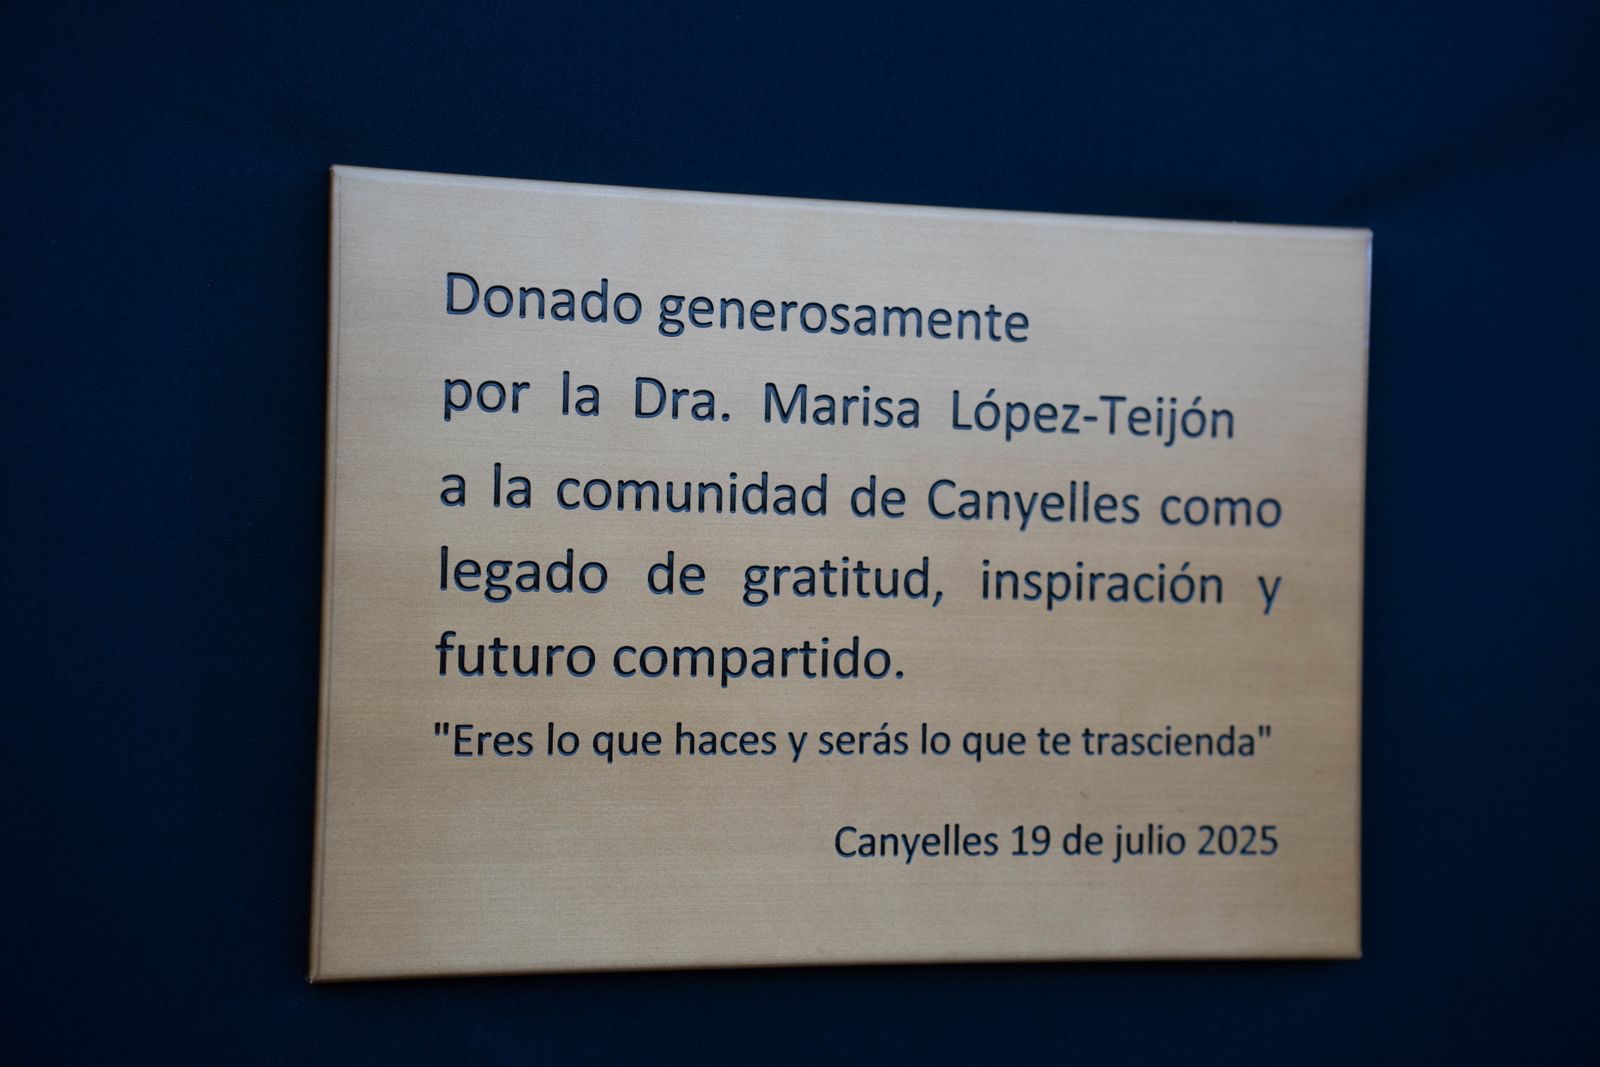 Donado generosamente
por la Dra. Marisa López-Teijón
a la comunidad de Canyelles como
legado de gratitud, inspiración y
futuro compartido.
"Eres lo que haces y serás lo que te trascienda"
Canyelles 19 de julio 2025